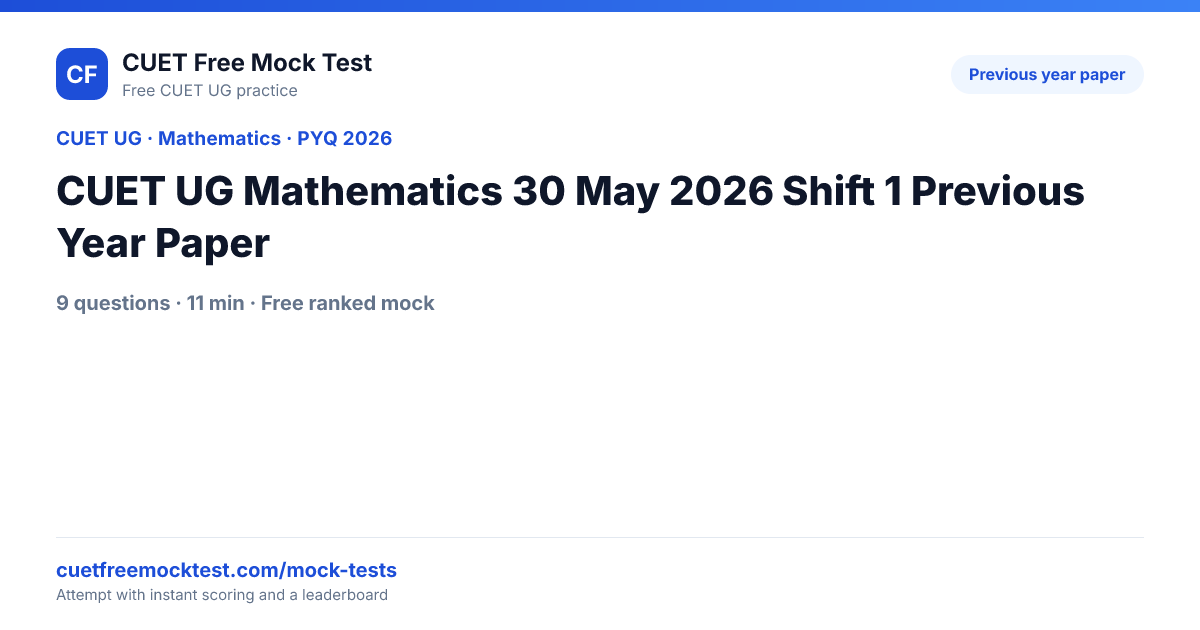 CF
CUET Free Mock Test
Free CUET UG practice
Previous year paper
CUET UG · Mathematics · PYQ 2026
CUET UG Mathematics 30 May 2026 Shift 1 Previous
Year Paper
9 questions · 11 min · Free ranked mock
cuetfreemocktest.com/mock-tests
Attempt with instant scoring and a leaderboard